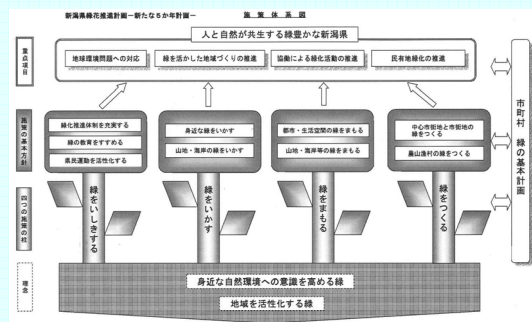 新潟県緑花推進計画－新たな５か年計画－　施策体系図
人と自然が共生する緑豊かな新潟県
重点項目
地球環境問題への対応
緑を活かした地域づくりの推進
協働による緑化活動の推進
民有地緑化の推進
施策の基本方針
緑化推進体制を充実する
緑の教育をすすめる
県民運動を活性化する
身近な緑をいかす
山地・海岸の緑をいかす
都市・生活空間の緑をまもる
山地・海岸等の緑をまもる
中心市街地と市街地の
緑をつくる
農山漁村の緑をつくる
市町村　緑の基本計画
四つの施策の柱
緑をいしきする
緑をいかす
緑をまもる
緑をつくる
理念
身近な自然環境への意識を高める緑
地域を活性化する緑